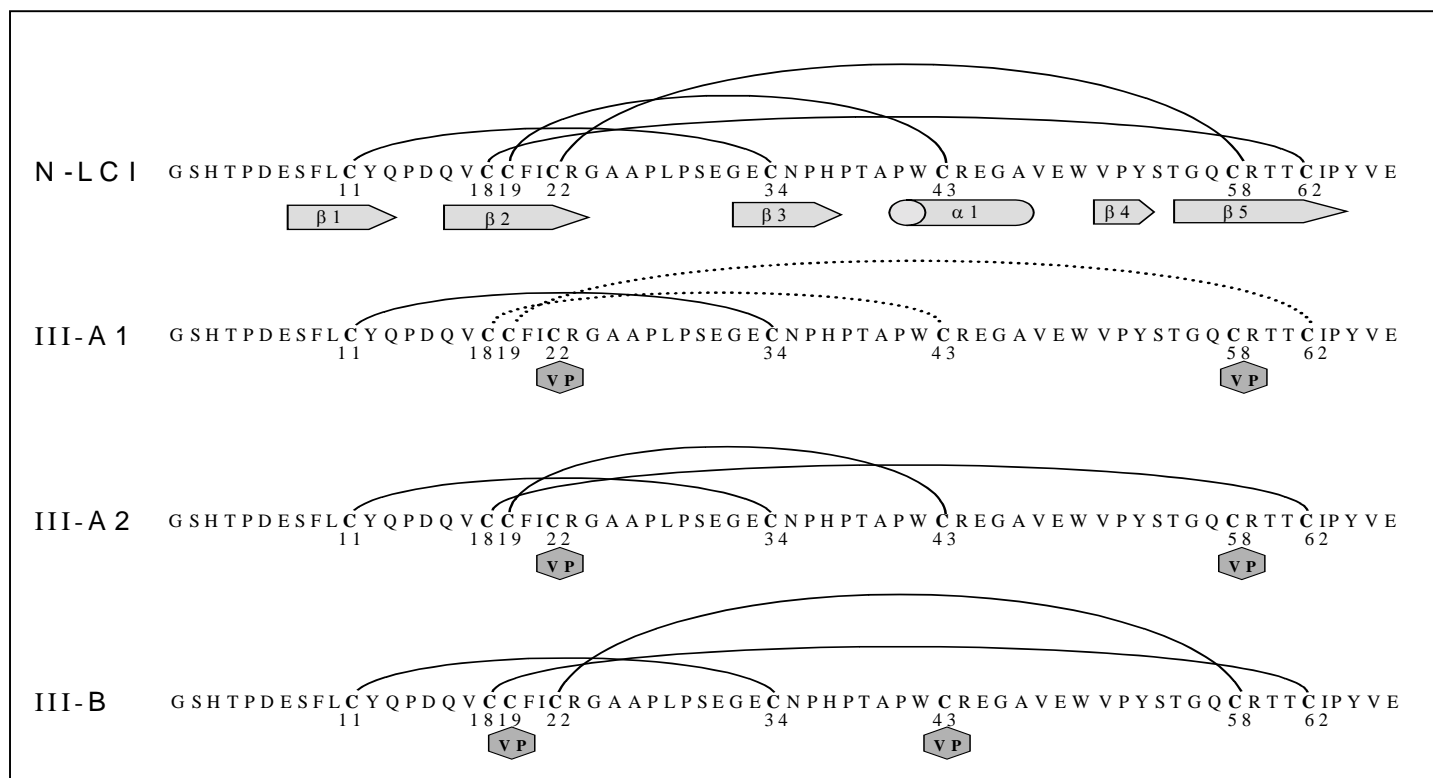 N-LCI GSHTPDESFLCYQPDQVCCFICRGAAPLPSEGECNPHPTAPWCREGAVEWVPYSTGQCRTTCIPYVE
11 18 19 22 34 43 58 62
β1 β2 β3 α1 β4 β5
III-A1 GSHTPDESFLCYQPDQVCCFICRGAAPLPSEGECNPHPTAPWCREGAVEWVPYSTGQCRTTCIPYVE
11 18 19 22 34 43 58 62
VP VP
III-A2 GSHTPDESFLCYQPDQVCCFICRGAAPLPSEGECNPHPTAPWCREGAVEWVPYSTGQCRTTCIPYVE
11 18 19 22 34 43 58 62
VP VP
III-B GSHTPDESFLCYQPDQVCCFICRGAAPLPSEGECNPHPTAPWCREGAVEWVPYSTGQCRTTCIPYVE
11 18 19 22 34 43 58 62
VP VP